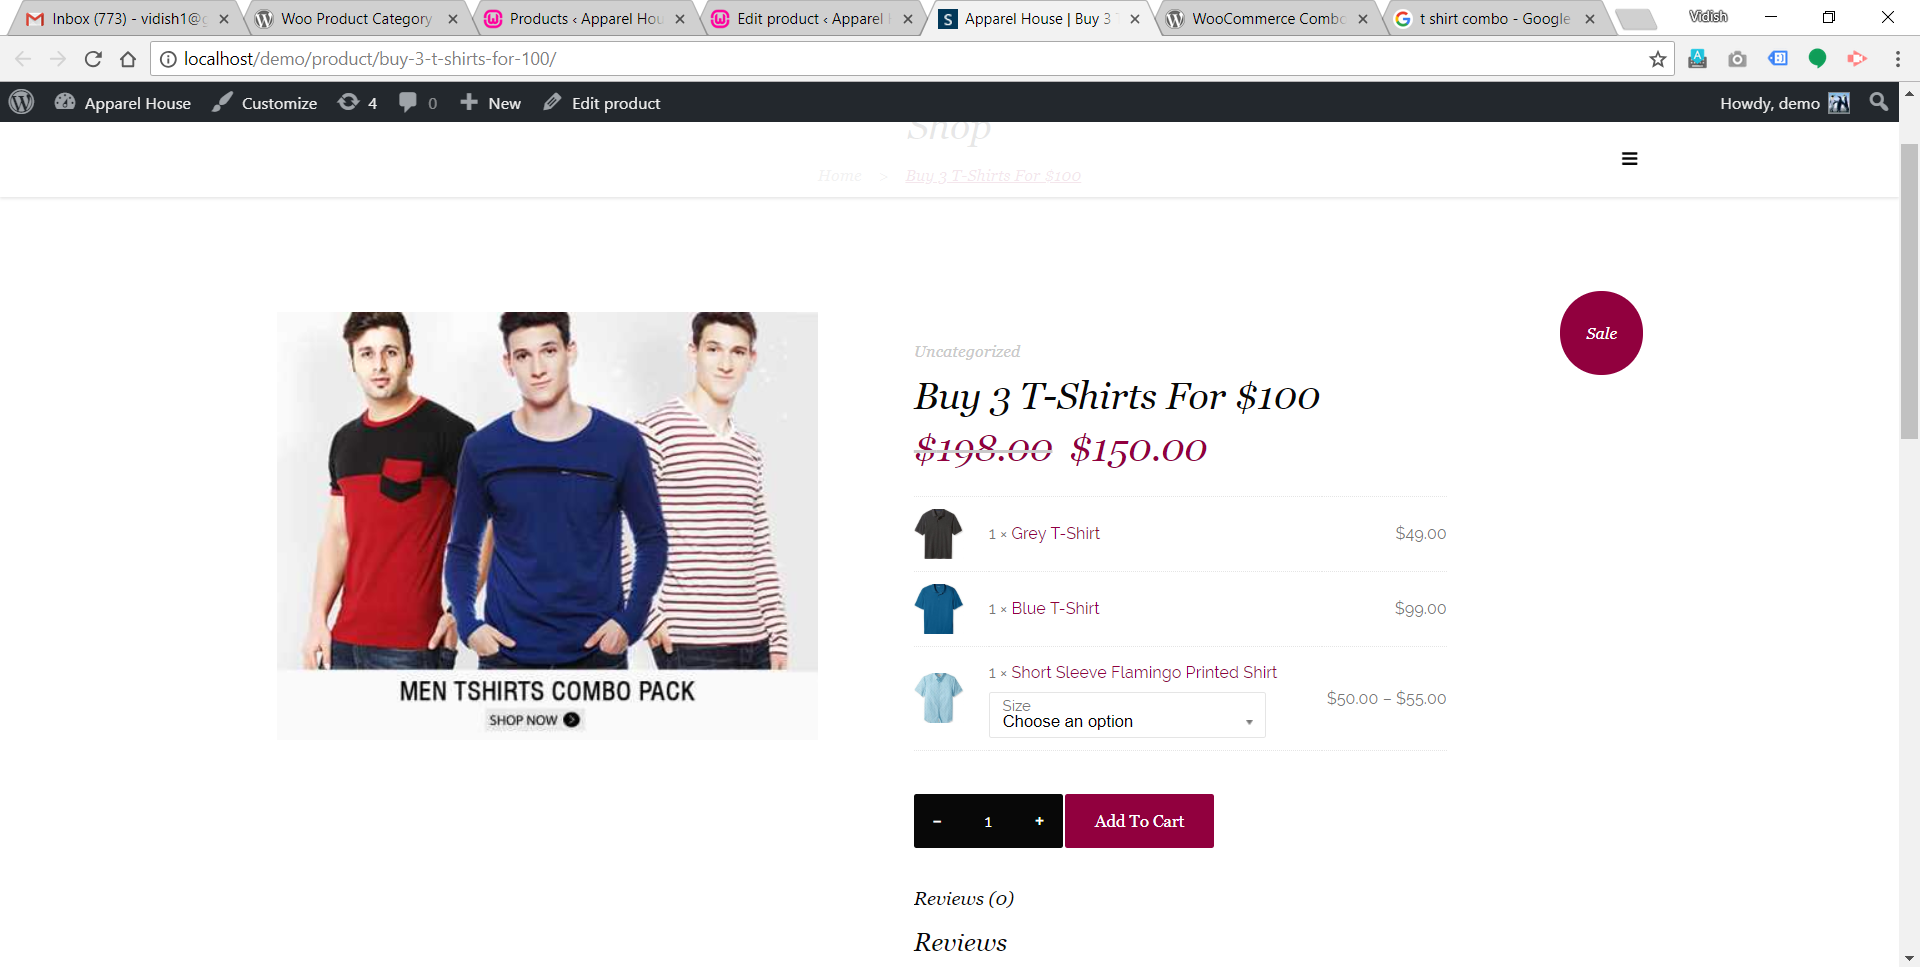 Inbox (773) - vidish1@g
Woo Product Category
Products ‹ Apparel Hou
Edit product ‹ Apparel
Apparel House | Buy 3
WooCommerce Combo
t shirt combo - Google
Vidish
localhost/demo/product/buy-3-t-shirts-for-100/
Apparel House
Customize
4
0
New
Edit product
Howdy, demo
Shop
Home > Buy 3 T-Shirts For $100
Sale
Uncategorized
Buy 3 T-Shirts For $100
$198.00 $150.00
1 × Grey T-Shirt $49.00
1 × Blue T-Shirt $99.00
1 × Short Sleeve Flamingo Printed Shirt
Size
Choose an option
$50.00 – $55.00
MEN TSHIRTS COMBO PACK
SHOP NOW
- 1 +
Add To Cart
Reviews (0)
Reviews